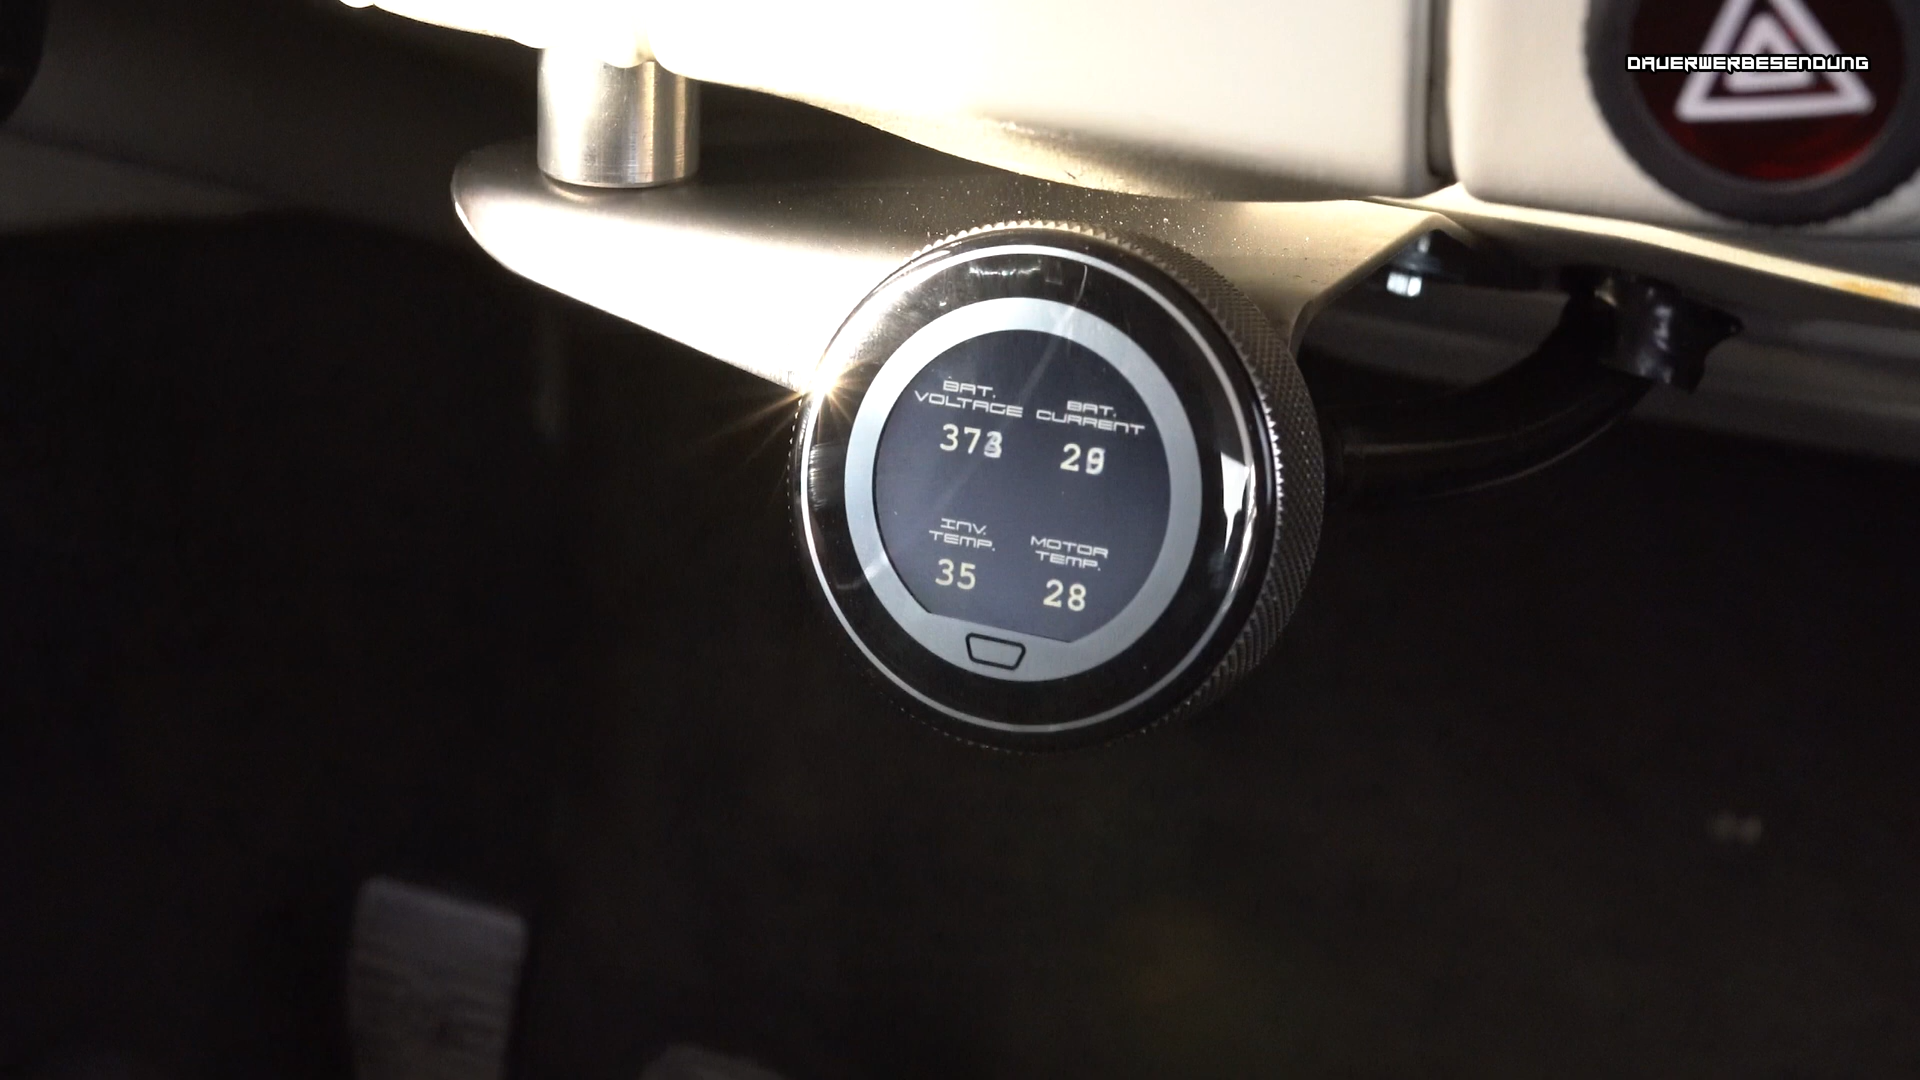 DAUERWERBESENDUNG
BAT.
VOLTAGE
BAT.
CURRENT
INV.
TEMP.
35
MOTOR
TEMP.
28